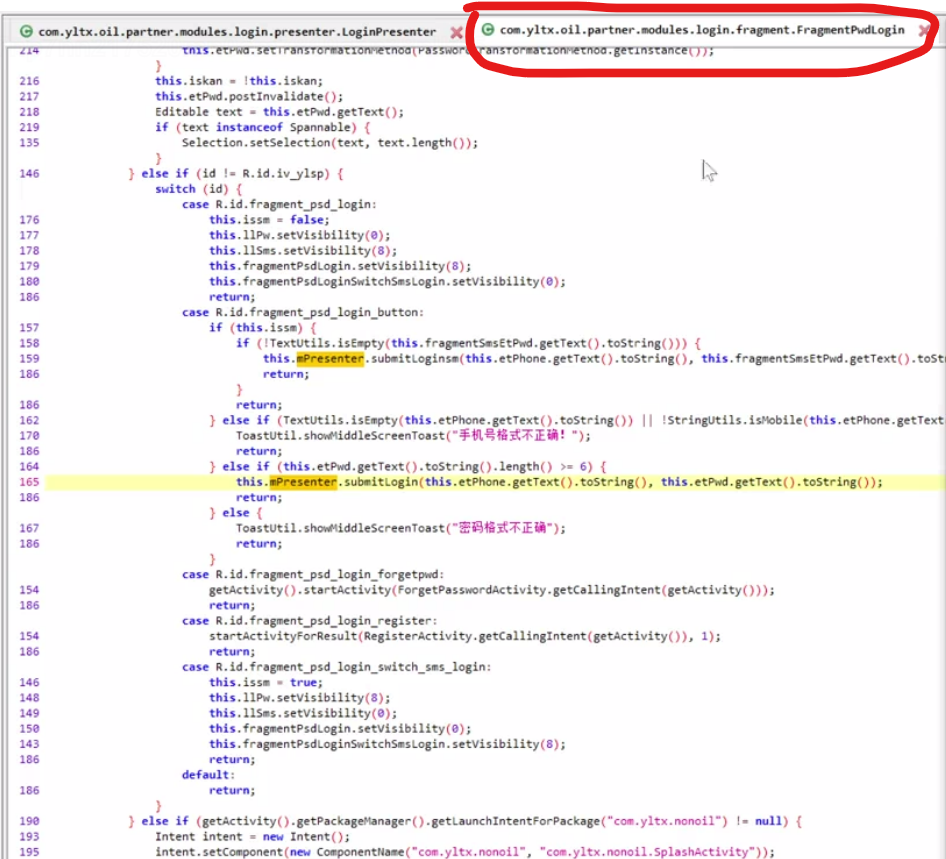 com.yltx.oil.partner.modules.login.presenter.LoginPresenter com.yltx.oil.partner.modules.login.fragment.FragmentPwdLogin
214 this.etPwd.setTransformationMethod(PasswordTransformationMethod.getInstance());
}
216 this.iskan = !this.iskan;
217 this.etPwd.postInvalidate();
218 Editable text = this.etPwd.getText();
219 if (text instanceof Spannable) {
135 Selection.setSelection(text, text.length());
}
146 } else if (id != R.id.iv_ylsp) {
switch (id) {
case R.id.fragment_psd_login:
176 this.issm = false;
177 this.llPw.setVisibility(0);
178 this.llSms.setVisibility(8);
179 this.fragmentPsdLogin.setVisibility(8);
180 this.fragmentPsdLoginSwitchSmsLogin.setVisibility(0);
186 return;
case R.id.fragment_psd_login_button:
157 if (this.issm) {
158 if (!TextUtils.isEmpty(this.fragmentSmsEtPwd.getText().toString())) {
159 this.mPresenter.submitLoginsm(this.etPhone.getText().toString(), this.fragmentSmsEtPwd.getText().toSt
186 return;
}
186 return;
162 } else if (TextUtils.isEmpty(this.etPhone.getText().toString()) || !StringUtils.isMobile(this.etPhone.getText
170 ToastUtil.showMiddleScreenToast("手机号格式不正确！");
186 return;
164 } else if (this.etPwd.getText().toString().length() >= 6) {
165 this.mPresenter.submitLogin(this.etPhone.getText().toString(), this.etPwd.getText().toString());
186 return;
} else {
167 ToastUtil.showMiddleScreenToast("密码格式不正确");
186 return;
}
case R.id.fragment_psd_login_forgetpwd:
154 getActivity().startActivity(ForgetPasswordActivity.getCallingIntent(getActivity()));
186 return;
case R.id.fragment_psd_login_register:
154 startActivityForResult(RegisterActivity.getCallingIntent(getActivity()), 1);
186 return;
case R.id.fragment_psd_login_switch_sms_login:
146 this.issm = true;
148 this.llPw.setVisibility(8);
149 this.llSms.setVisibility(0);
150 this.fragmentPsdLogin.setVisibility(0);
143 this.fragmentPsdLoginSwitchSmsLogin.setVisibility(8);
186 return;
default:
186 return;
}
190 } else if (getActivity().getPackageManager().getLaunchIntentForPackage("com.yltx.nonoil") != null) {
193 Intent intent = new Intent();
195 intent.setComponent(new ComponentName("com.yltx.nonoil", "com.yltx.nonoil.SplashActivity"));